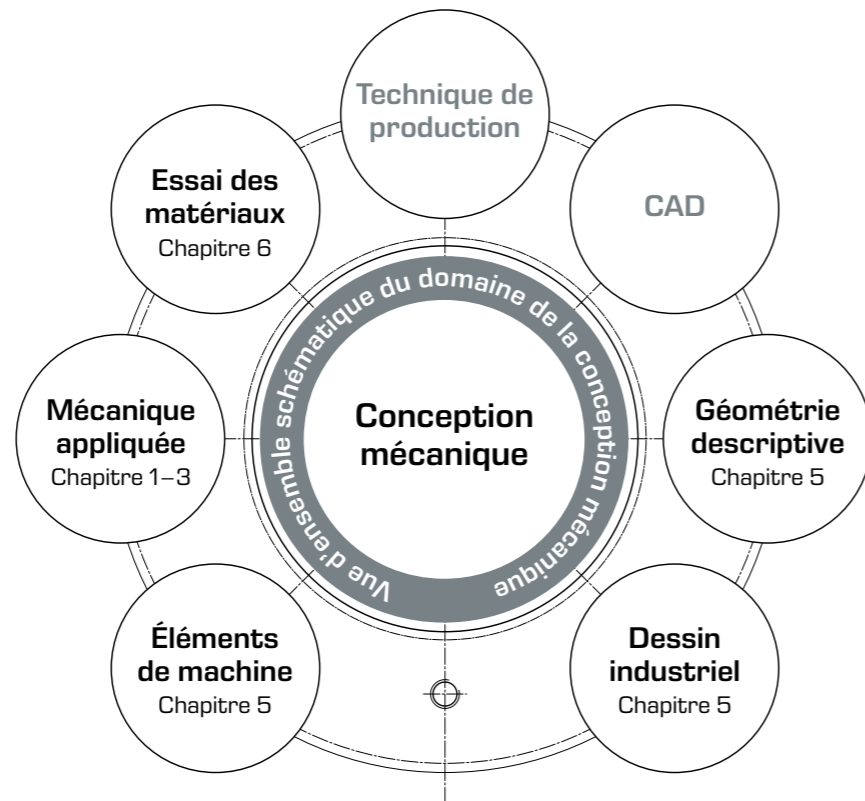 Technique de
production
CAD
Essai des
matériaux
Chapitre 6
Vue d'ensemble schématique du domaine de la conception mécanique
Conception
mécanique
Mécanique
appliquée
Chapitre 1–3
Géométrie
descriptive
Chapitre 5
Éléments
de machine
Chapitre 5
Dessin
industriel
Chapitre 5